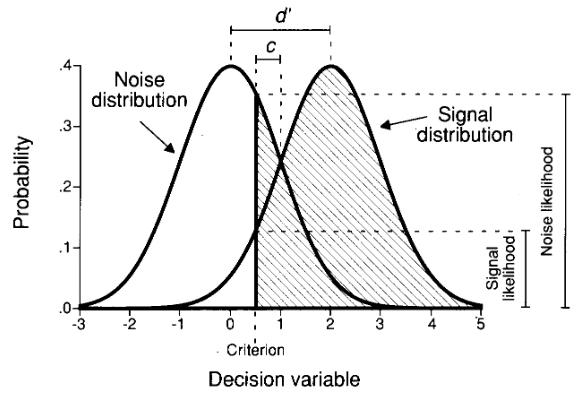 d'
c
Noise
distribution
Signal
distribution
Probability
.4
.3
.2
.1
.0
Signal
likelihood
Noise likelihood
-3 -2 -1 0 1 2 3 4 5
Criterion
Decision variable